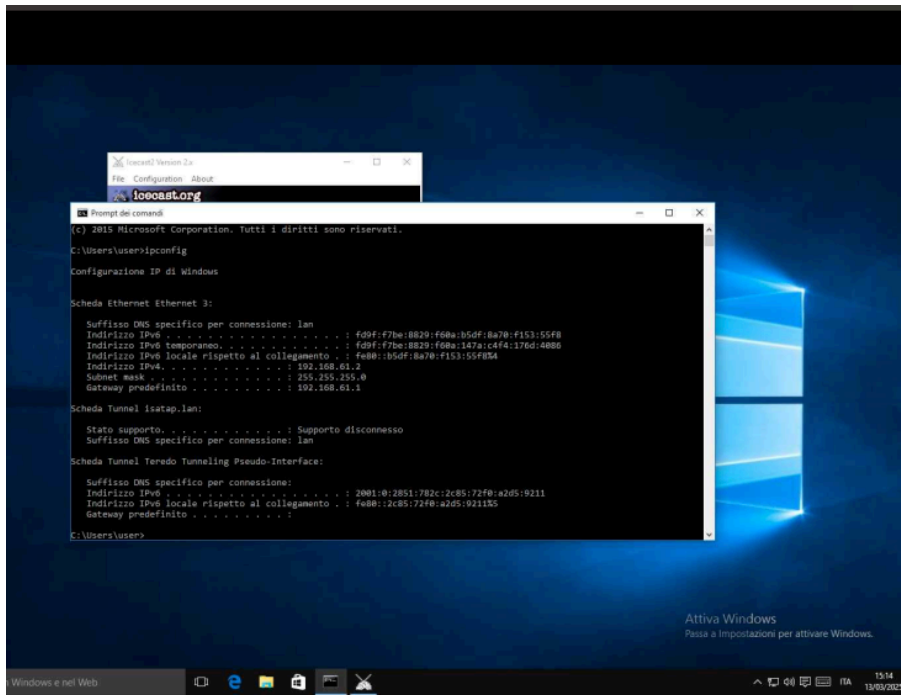 Icecast2 Version 2.x
File Configuration About
icecast.org
Prompt dei comandi
(c) 2015 Microsoft Corporation. Tutti i diritti sono riservati.
C:\Users\user>ipconfig
Configurazione IP di Windows
Scheda Ethernet Ethernet 3:
Suffisso DNS specifico per connessione: lan
Indirizzo IPv6 . . . . . . . . . . . . . . . . . : fd9f:f7be:8829:f60a:b5df:8a70:f153:55f8
Indirizzo IPv6 temporaneo. . . . . . . . . . . . : fd9f:f7be:8829:f60a:147a:c4f4:176d:4086
Indirizzo IPv6 locale rispetto al collegamento . : fe80::b5df:8a70:f153:55f8%4
Indirizzo IPv4. . . . . . . . . . . . : 192.168.61.2
Subnet mask . . . . . . . . . . . . . : 255.255.255.0
Gateway predefinito . . . . . . . . . : 192.168.61.1
Scheda Tunnel isatap.lan:
Stato supporto. . . . . . . . . . . . : Supporto disconnesso
Suffisso DNS specifico per connessione: lan
Scheda Tunnel Teredo Tunneling Pseudo-Interface:
Suffisso DNS specifico per connessione:
Indirizzo IPv6 . . . . . . . . . . . . . . . . . : 2001:0:2851:782c:2c85:72f0:a2d5:9211
Indirizzo IPv6 locale rispetto al collegamento . : fe80::2c85:72f0:a2d5:9211%5
Gateway predefinito . . . . . . . . . :
C:\Users\user>
Attiva Windows
Passa a Impostazioni per attivare Windows.
Windows e nel Web
ITA
15:14
13/03/2025